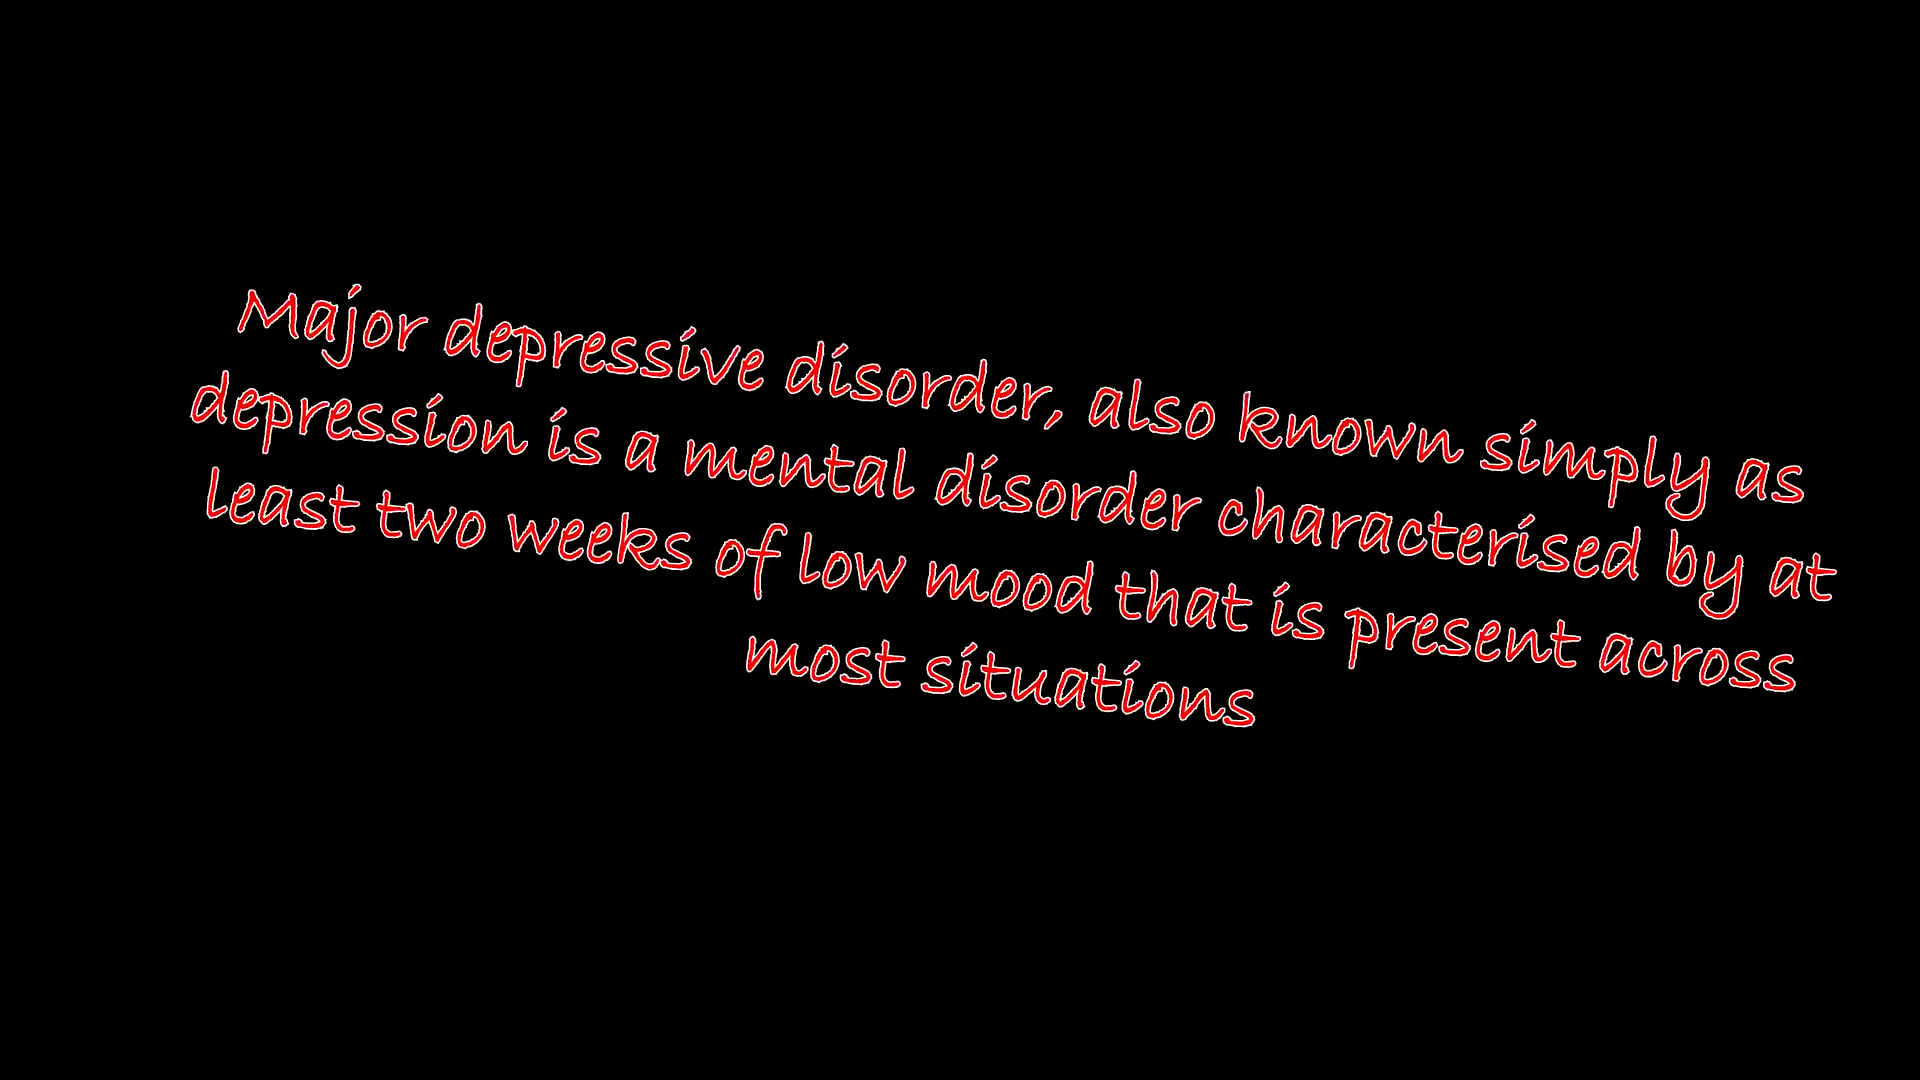 Major depressive disorder, also known simply as
depression is a mental disorder characterised by at
least two weeks of low mood that is present across
most situations